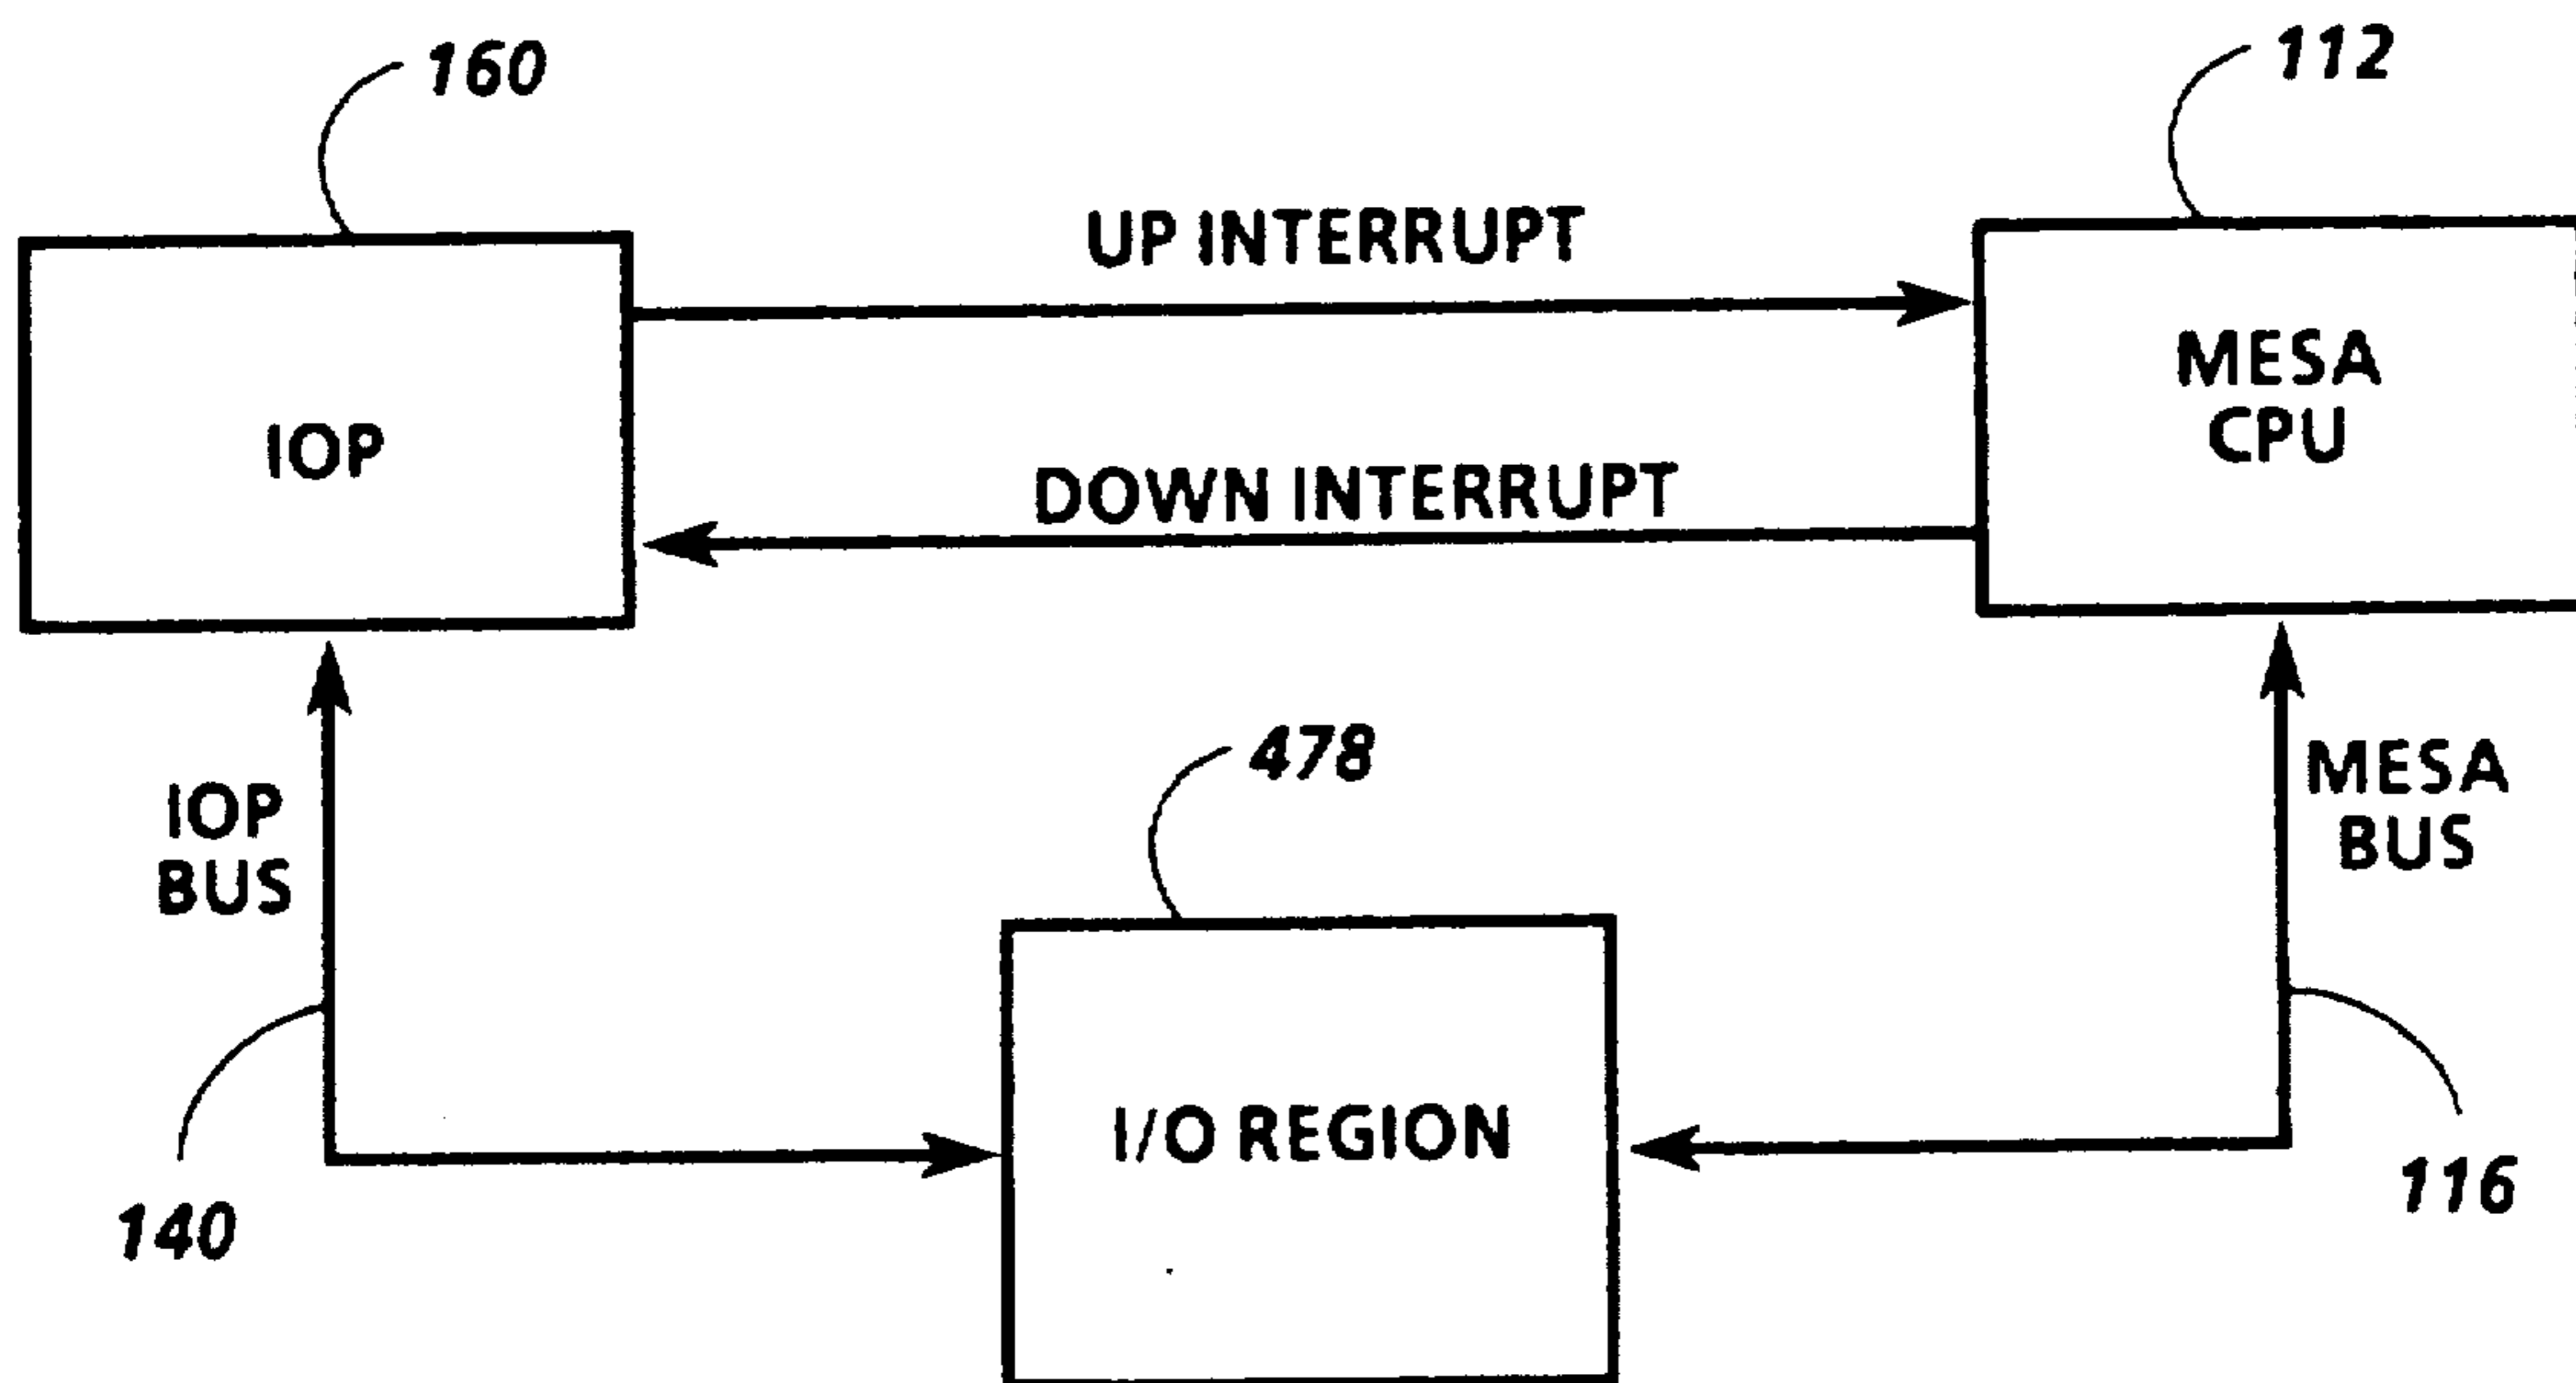 160
112
UP INTERRUPT
MESA
CPU
IOP
DOWN INTERRUPT
478
IOP
BUS
MESA
BUS
I/O REGION
140
116